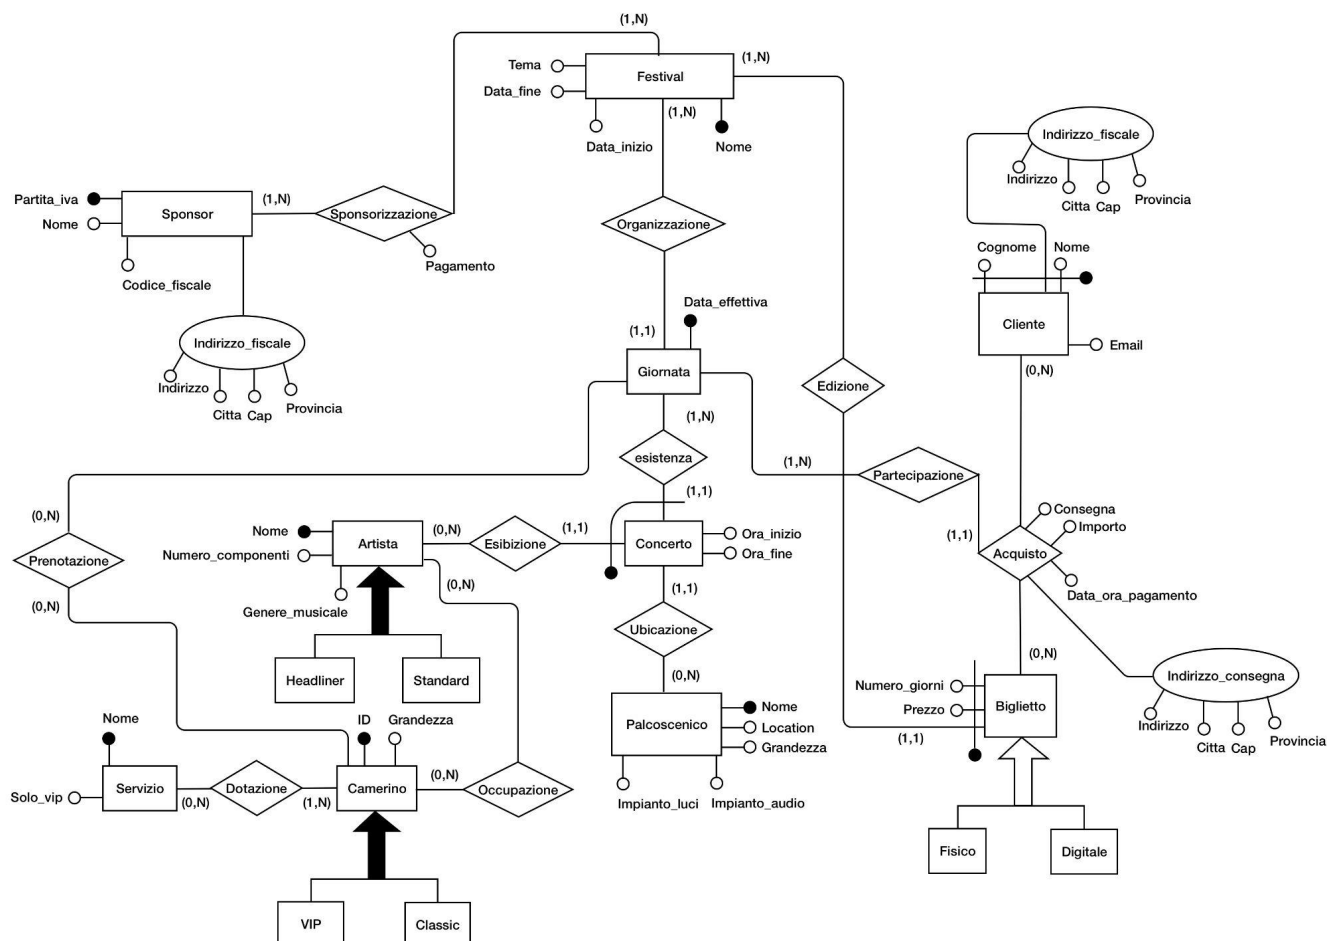 (1,N)
Tema
Festival
(1,N)
Data_fine
(1,N)
Data_inizio
Nome
Indirizzo_fiscale
Indirizzo
Citta
Cap
Provincia
Partita_iva
Nome
Sponsor
(1,N)
Sponsorizzazione
Codice_fiscale
Pagamento
Organizzazione
Cognome
Nome
Cliente
Email
(0,N)
Indirizzo_fiscale
Indirizzo
Citta
Cap
Provincia
Data_effettiva
(1,1)
Giornata
(1,N)
Edizione
esistenza
(1,N)
Partecipazione
(1,1)
(0,N)
Prenotazione
(0,N)
Nome
Numero_componenti
Artista
Genere_musicale
(0,N)
Esibizione
(1,1)
Concerto
Ora_inizio
Ora_fine
(0,N)
(1,1)
Consegna
Importo
(1,1)
Acquisto
Data_ora_pagamento
Ubicazione
(0,N)
(0,N)
Headliner
Standard
Indirizzo_consegna
Indirizzo
Citta
Cap
Provincia
Numero_giorni
Prezzo
Biglietto
(1,1)
Palcoscenico
Nome
Location
Grandezza
Impianto_luci
Impianto_audio
Nome
Solo_vip
Servizio
(0,N)
Dotazione
(1,N)
ID
Grandezza
Camerino
(0,N)
Occupazione
Fisico
Digitale
VIP
Classic